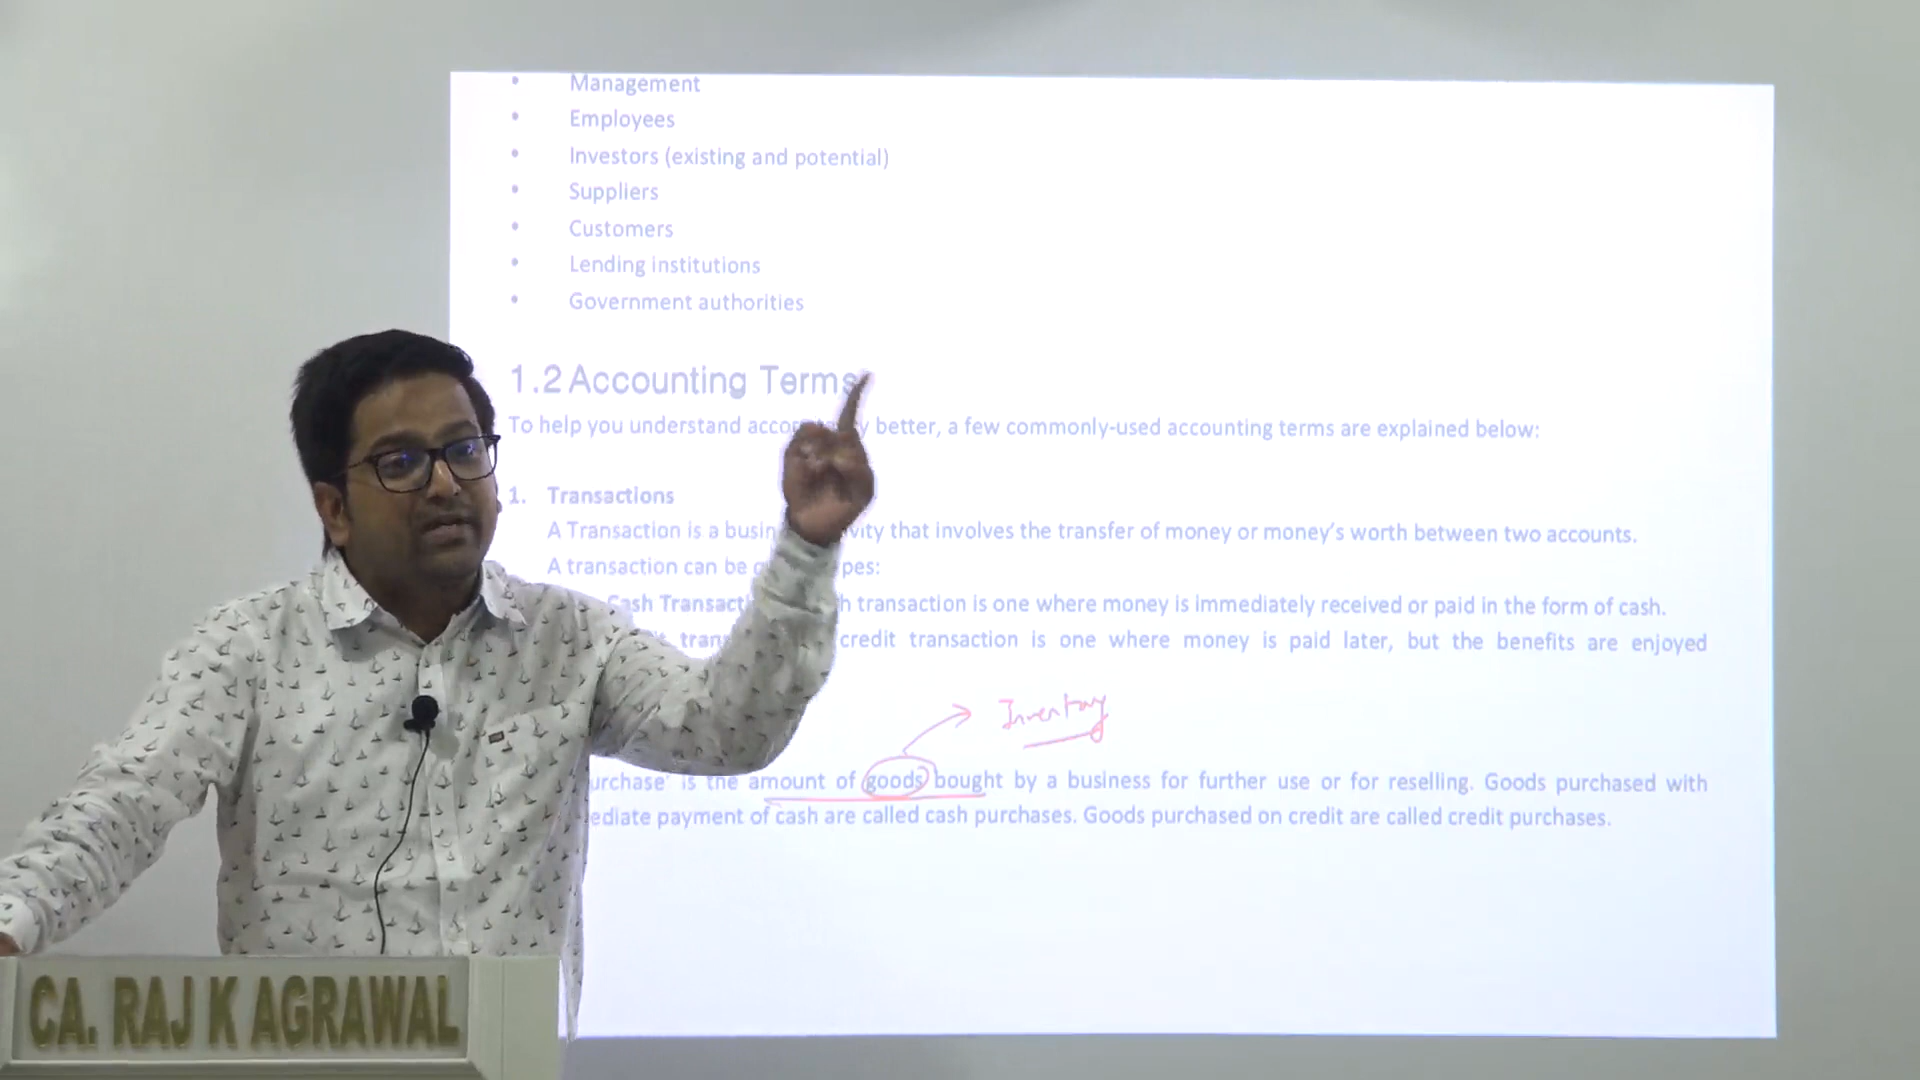 • Management
• Employees
• Investors (existing and potential)
• Suppliers
• Customers
• Lending institutions
• Government authorities
1.2 Accounting Terms
To help you understand better, a few commonly-used accounting terms are explained below:
1. Transactions
A Transaction is a that involves the transfer of money or money's worth between two accounts.
A transaction can be
Cash transaction is one where money is immediately received or paid in the form of cash.
credit transaction is one where money is paid later, but the benefits are enjoyed
Inventory
is the amount of goods bought by a business for further use or for reselling. Goods purchased with
payment of cash are called cash purchases. Goods purchased on credit are called credit purchases.
CA. RAJ K AGRAWAL